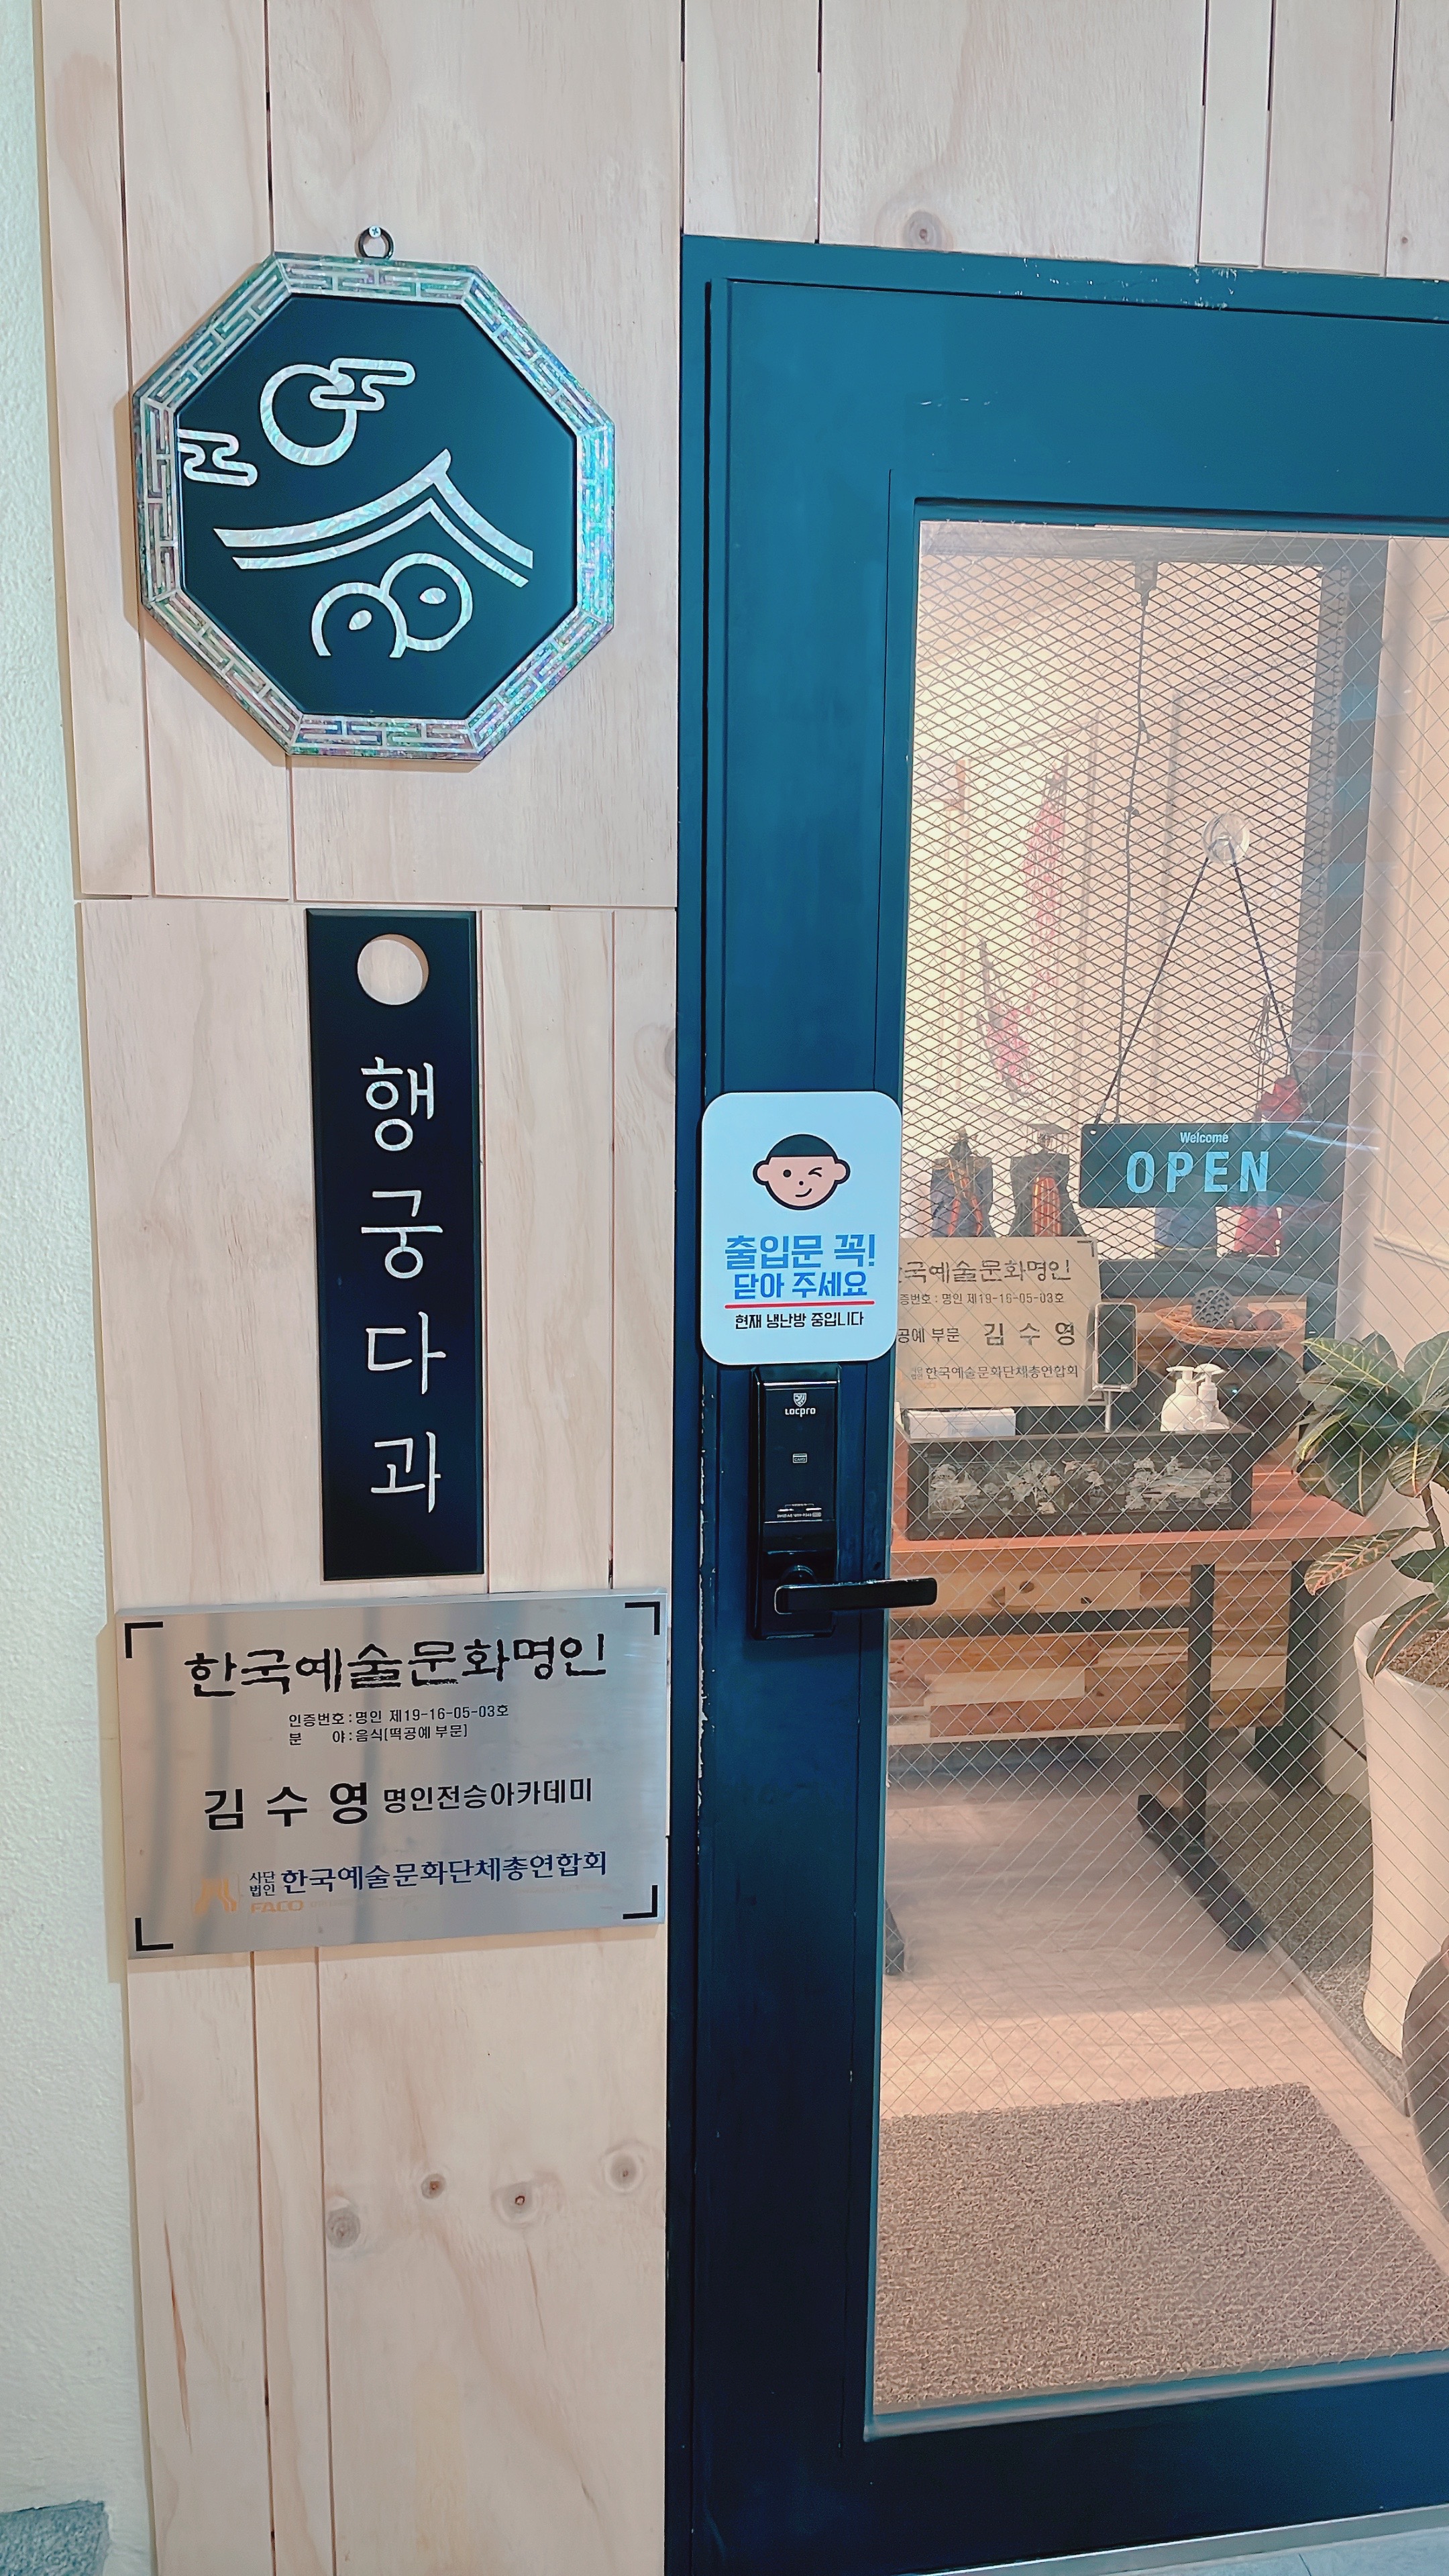 행궁다과
한국예술문화명인
인증번호 : 명인 제19-16-05-03호
분 야 : 음식[떡공예 부문]
김 수 영 명인전승아카데미
사단
법인 한국예술문화단체총연합회
FACO
출입문 꼭!
닫아 주세요
현재 냉난방 중입니다
Locpro
Welcome
OPEN
국예술문화명인
증번호 : 명인 제19-16-05-03호
공예 부문 김 수 영
한국예술문화단체총연합회